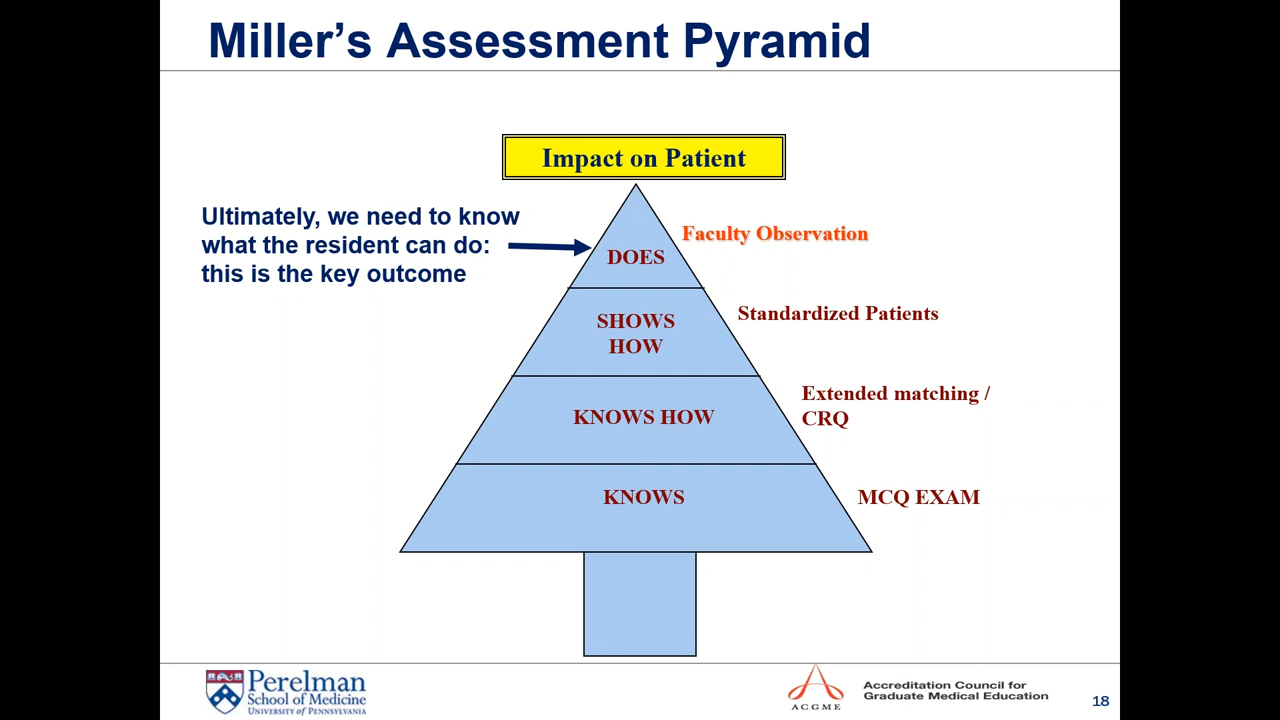 Miller’s Assessment Pyramid
Impact on Patient
Ultimately, we need to know
what the resident can do:
this is the key outcome
Faculty Observation
DOES
SHOWS
HOW
Standardized Patients
KNOWS HOW
Extended matching /
CRQ
KNOWS
MCQ EXAM
Perelman
School of Medicine
University of Pennsylvania
ACGME
Accreditation Council for
Graduate Medical Education
18